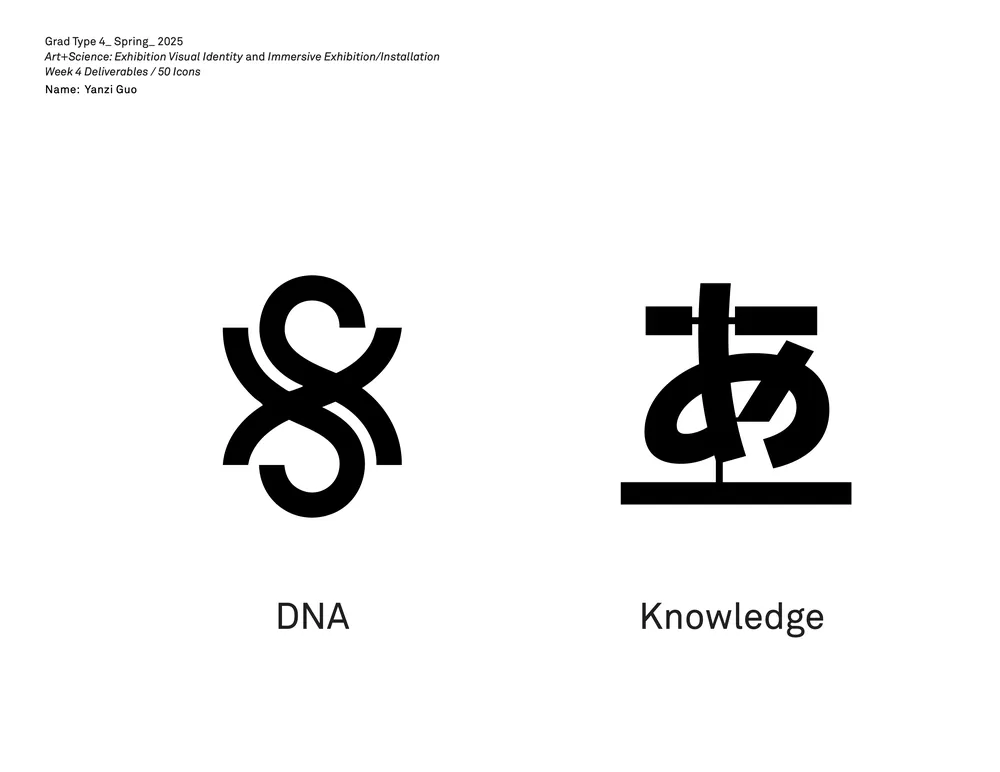 Grad Type 4_ Spring_ 2025
Art+Science: Exhibition Visual Identity and Immersive Exhibition/Installation
Week 4 Deliverables / 50 Icons
Name: Yanzi Guo
S
あ
DNA
Knowledge